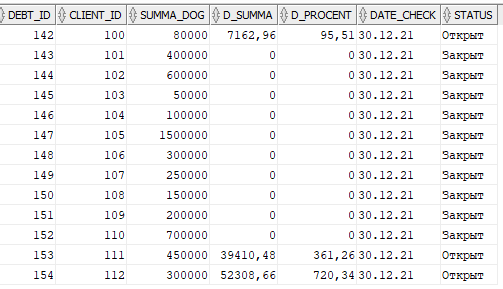 DEBT_ID CLIENT_ID SUMMA_DOG D_SUMMA D_PROCENT DATE_CHECK STATUS
142 100 80000 7162,96 95,51 30.12.21 Открыт
143 101 400000 0 0 30.12.21 Закрыт
144 102 600000 0 0 30.12.21 Закрыт
145 103 50000 0 0 30.12.21 Закрыт
146 104 100000 0 0 30.12.21 Закрыт
147 105 1500000 0 0 30.12.21 Закрыт
148 106 300000 0 0 30.12.21 Закрыт
149 107 250000 0 0 30.12.21 Закрыт
150 108 150000 0 0 30.12.21 Закрыт
151 109 200000 0 0 30.12.21 Закрыт
152 110 700000 0 0 30.12.21 Закрыт
153 111 450000 39410,48 361,26 30.12.21 Открыт
154 112 300000 52308,66 720,34 30.12.21 Открыт